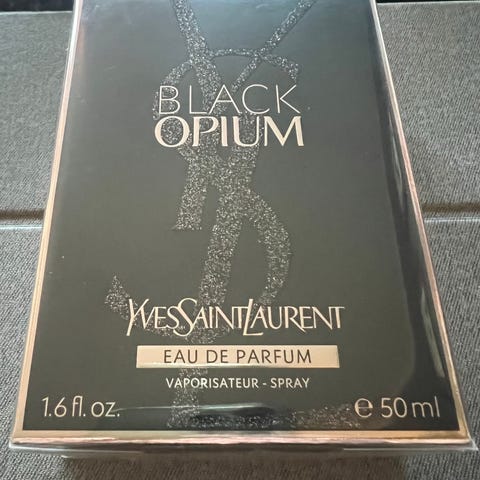 BLACK
OPIUM
YVESSAINTLAURENT
EAU DE PARFUM
VAPORISATEUR - SPRAY
1.6 fl. oz. ℮ 50 ml